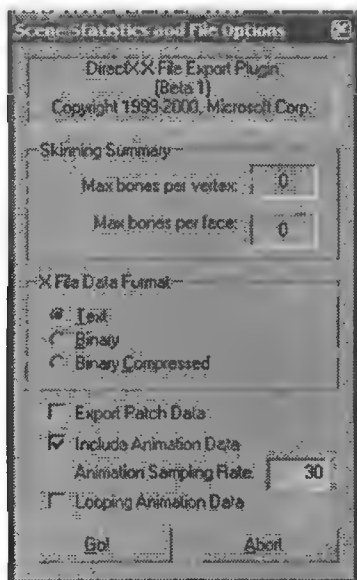 Scene Statistics and File Options
DirectX X File Export Plugin
(Beta 1)
Copyright 1999-2000, Microsoft Corp.
Skinning Summary
Max bones per vertex: 0
Max bones per face: 0
X File Data Format
Text
Binary
Binary Compressed
Export Patch Data
Include Animation Data
Animation Sampling Rate: 30
Looping Animation Data
Go! Abort